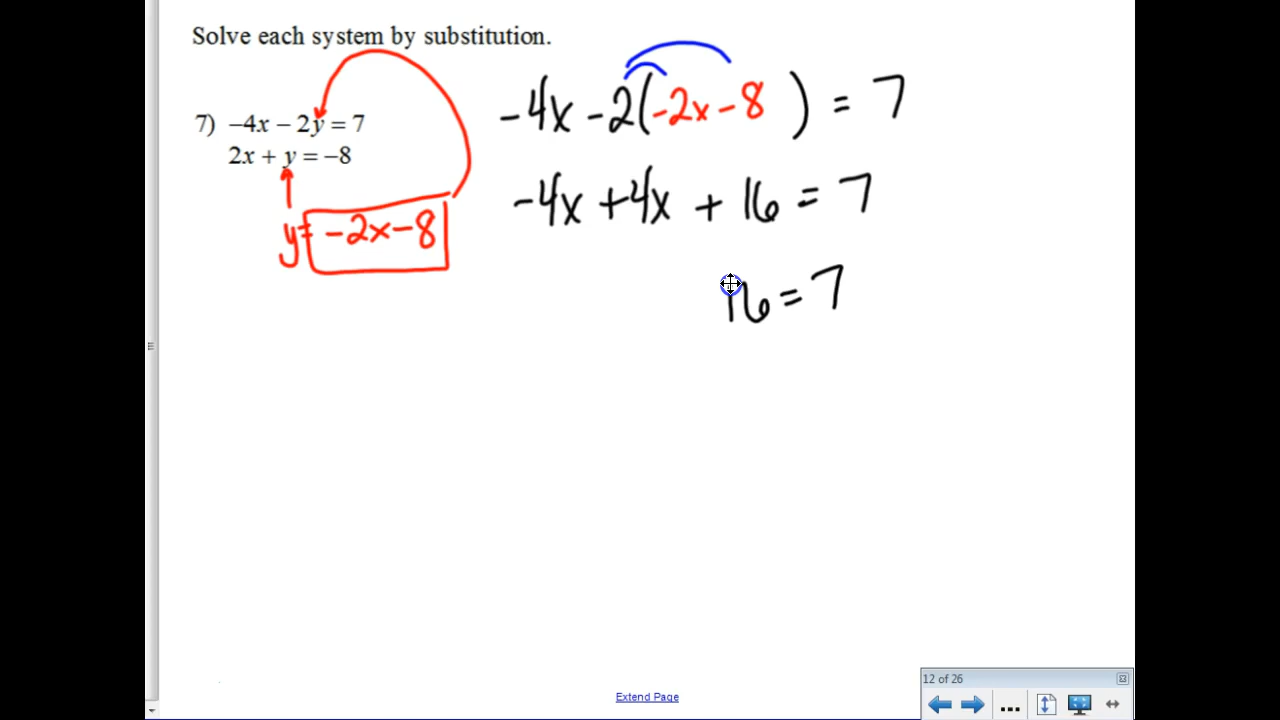 Solve each system by substitution.
7) −4x − 2y = 7
2x + y = −8
y= -2x-8
-4x -2(-2x-8) = 7
-4x +4x + 16 = 7
16 = 7
Extend Page
12 of 26
...